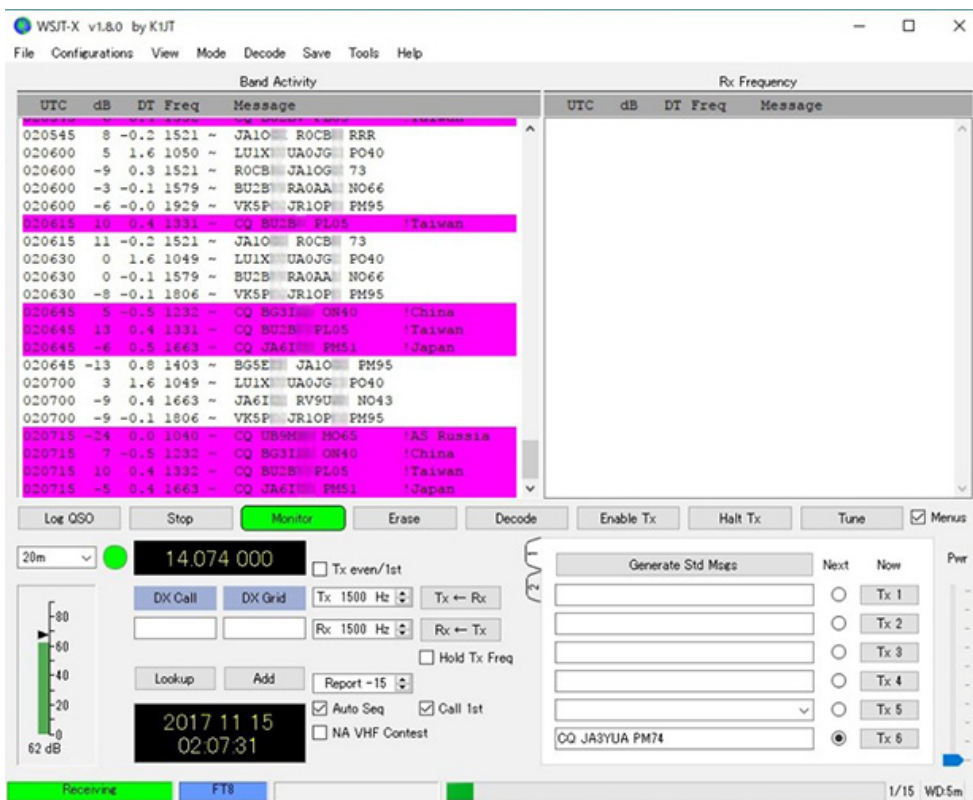 WSJT-X v1.8.0 by K1JT
File Configurations View Mode Decode Save Tools Help
Band Activity
UTC dB DT Freq Message
020545 8 -0.2 1521 ~ JA1O ROCB RRR
020600 5 1.6 1050 ~ LU1X UA0JG PO40
020600 -9 0.3 1521 ~ ROCB JA1OG 73
020600 -3 -0.1 1579 ~ BU2B RA0AA NO66
020600 -6 -0.0 1929 ~ VK5P JR1OP PM95
020615 10 0.4 1331 ~ CQ BU2B PL05 !Taiwan
020615 11 -0.2 1521 ~ JA1O ROCB 73
020630 0 1.6 1049 ~ LU1X UA0JG PO40
020630 0 -0.1 1579 ~ BU2B RA0AA NO66
020630 -8 -0.1 1806 ~ VK5P JR1OP PM95
020645 5 -0.5 1232 ~ CQ BG3I ON40 !China
020645 13 0.4 1331 ~ CQ BU2B PL05 !Taiwan
020645 -6 0.5 1663 ~ CQ JA6I PM51 !Japan
020645 -13 0.8 1403 ~ BG5E JA1O PM95
020700 3 1.6 1049 ~ LU1X UA0JG PO40
020700 -9 0.4 1663 ~ JA6I RV9U NO43
020700 -9 -0.1 1806 ~ VK5P JR1OP PM95
020715 -24 0.0 1040 ~ CQ UB9M MO65 !AS Russia
020715 7 -0.5 1232 ~ CQ BG3I ON40 !China
020715 10 0.4 1332 ~ CQ BU2B PL05 !Taiwan
020715 -5 0.4 1663 ~ CQ JA6I PM51 !Japan
Rx Frequency
UTC dB DT Freq Message
Log QSO Stop Monitor Erase Decode Enable Tx Halt Tx Tune Menus
20m
14.074 000
Tx even/1st
DX Call DX Grid Tx 1500 Hz Tx ← Rx
Rx 1500 Hz Rx ← Tx
Hold Tx Freq
Lookup Add Report -15
Auto Seq Call 1st
NA VHF Contest
2017 11 15
02:07:31
80
60
40
20
0
62 dB
1
2
Generate Std Msgs Next Now Pwr
Tx 1
Tx 2
Tx 3
Tx 4
Tx 5
CQ JA3YUA PM74 Tx 6
Receiving FT8 1/15 WD:5m